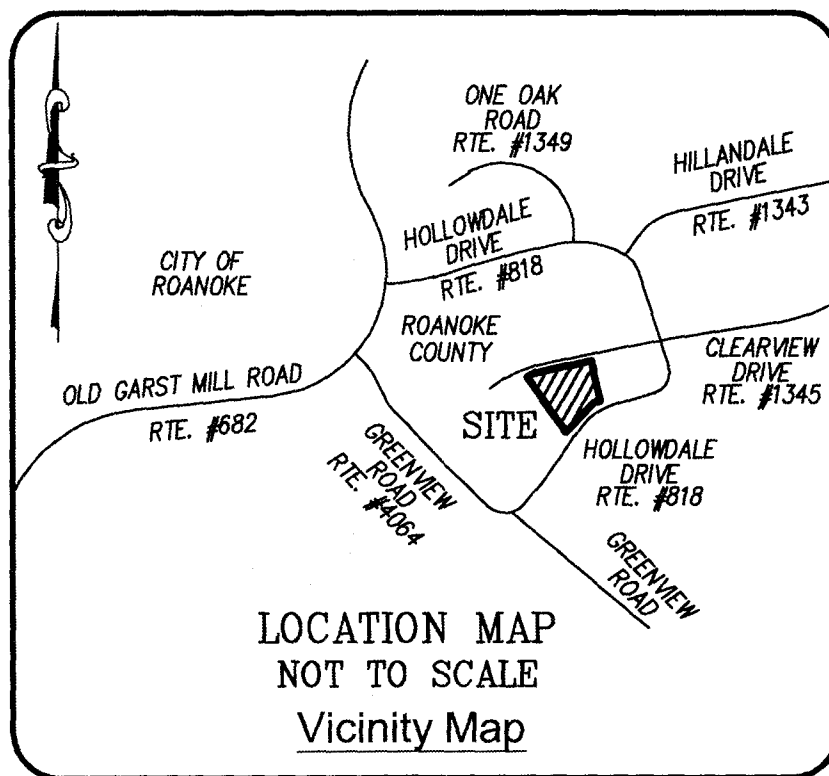 ONE OAK
ROAD
RTE. #1349
HILLANDALE
DRIVE
RTE. #1343
HOLLOWDALE
DRIVE
RTE. #818
CITY OF
ROANOKE
ROANOKE
COUNTY
CLEARVIEW
DRIVE
RTE. #1345
OLD GARST MILL ROAD
RTE. #682
SITE
GREENVIEW
ROAD
RTE. #4064
HOLLOWDALE
DRIVE
RTE. #818
GREENVIEW
ROAD
LOCATION MAP
NOT TO SCALE
Vicinity Map